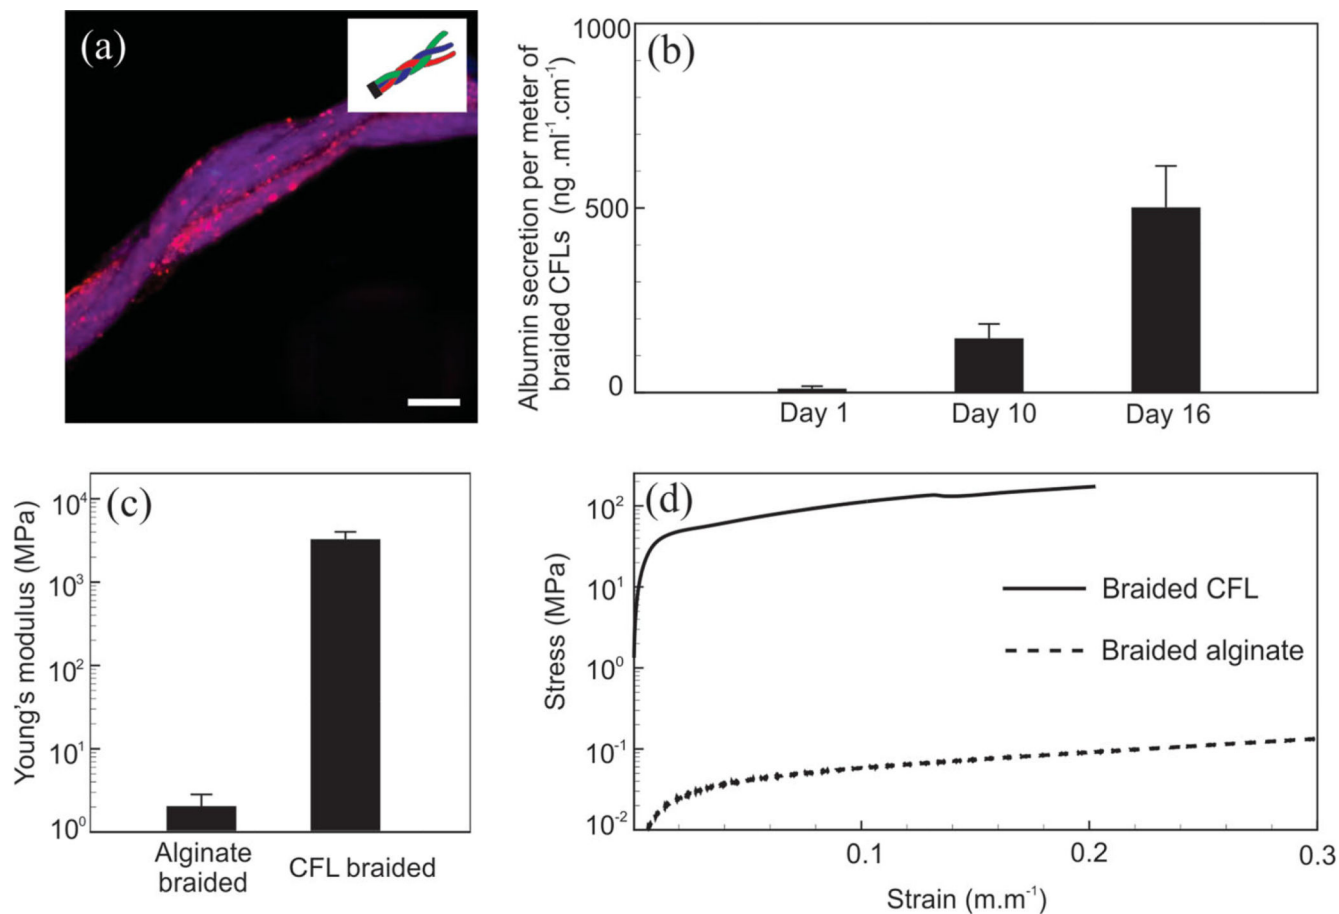 (a)
(b)
Albumin secretion per meter of
braided CFLs (ng .ml⁻¹.cm⁻¹)
1000
500
0
Day 1 Day 10 Day 16
(c)
Young's modulus (MPa)
10⁴
10³
10²
10¹
10⁰
Alginate
braided
CFL braided
(d)
Stress (MPa)
10²
10¹
10⁰
10⁻¹
10⁻²
Braided CFL
Braided alginate
0.1 0.2 0.3
Strain (m.m⁻¹)